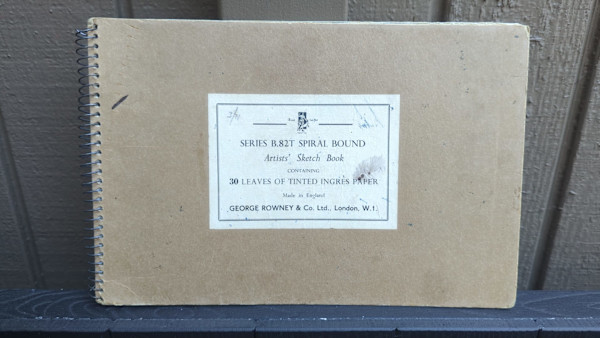 SERIES B.82T SPIRAL BOUND
Artists' Sketch Book
CONTAINING
30 LEAVES OF TINTED INGRES PAPER
Made in England
GEORGE ROWNEY & Co. Ltd., London, W.1.